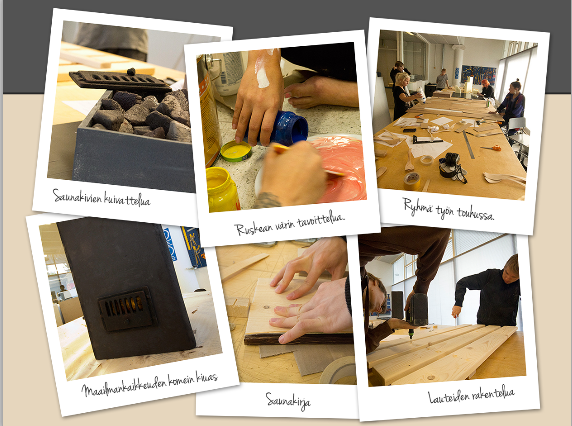 Saunakivien kuivattelua
Ruskean värin tavoittelua.
Ryhmä työn touhussa.
Maailmankaikkeuden komein kiuas
Saunakirja
Lauteiden rakentelua